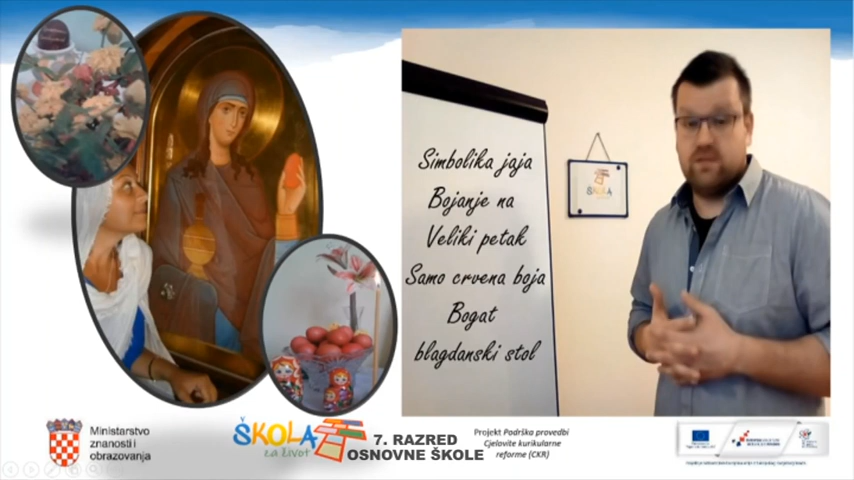 Simbolika jaja
Bojanje na
Veliki petak
Samo crvena boja
Bogat
blagdanski stol
ŠKOLA
Ministarstvo
znanosti i
obrazovanja
ŠKOLA
za život
7. RAZRED
OSNOVNE ŠKOLE
Projekt Podrška provedbi
Cjelovite kurikularne
reforme (CKR)